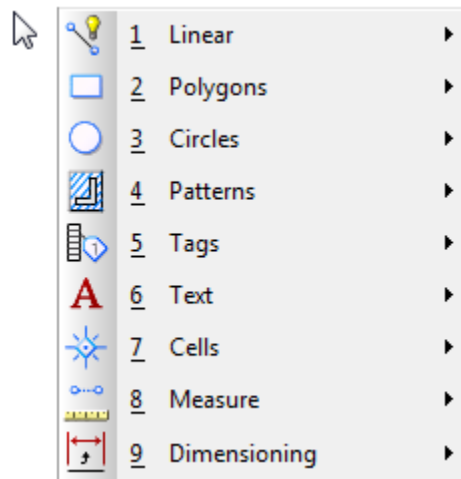 1 Linear
2 Polygons
3 Circles
4 Patterns
5 Tags
6 Text
7 Cells
8 Measure
9 Dimensioning